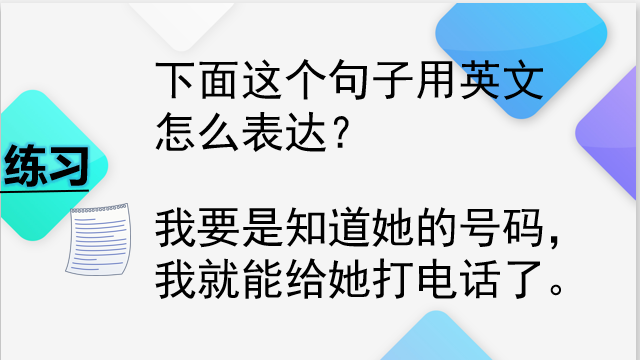 下面这个句子用英文
怎么表达？
练习
我要是知道她的号码，
我就能给她打电话了。